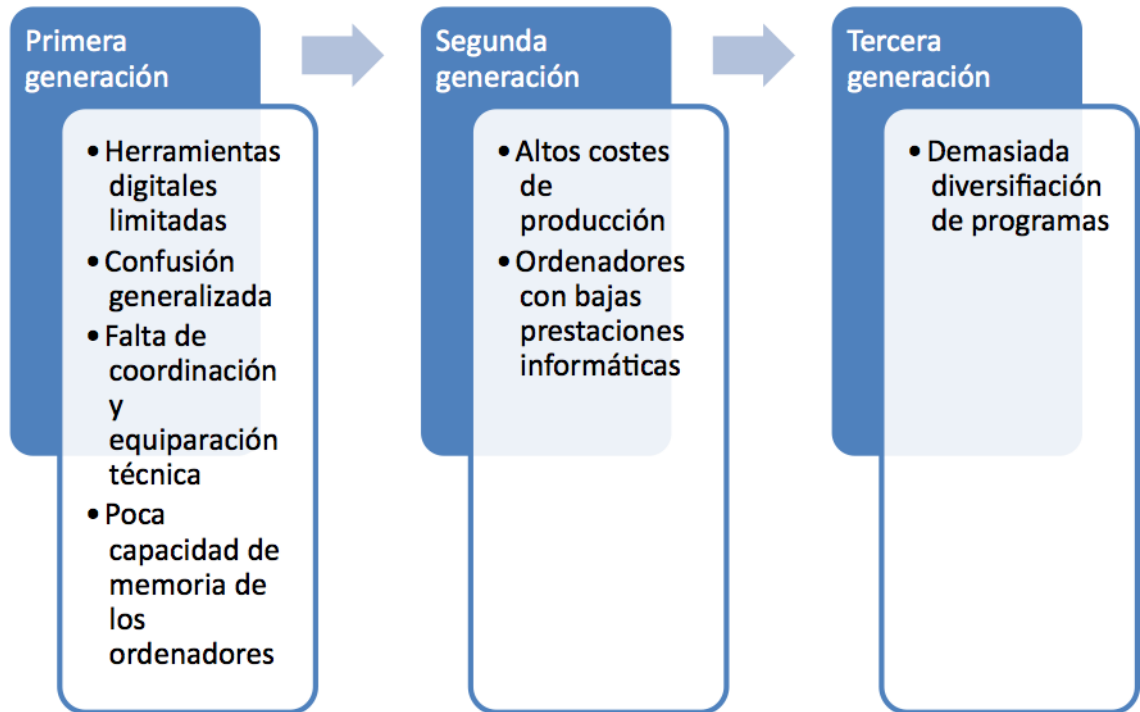 Primera
generación
• Herramientas
digitales
limitadas
• Confusión
generalizada
• Falta de
coordinación
y
equiparación
técnica
• Poca
capacidad de
memoria de
los
ordenadores
Segunda
generación
• Altos costes
de
producción
• Ordenadores
con bajas
prestaciones
informáticas
Tercera
generación
• Demasiada
diversifiación
de programas